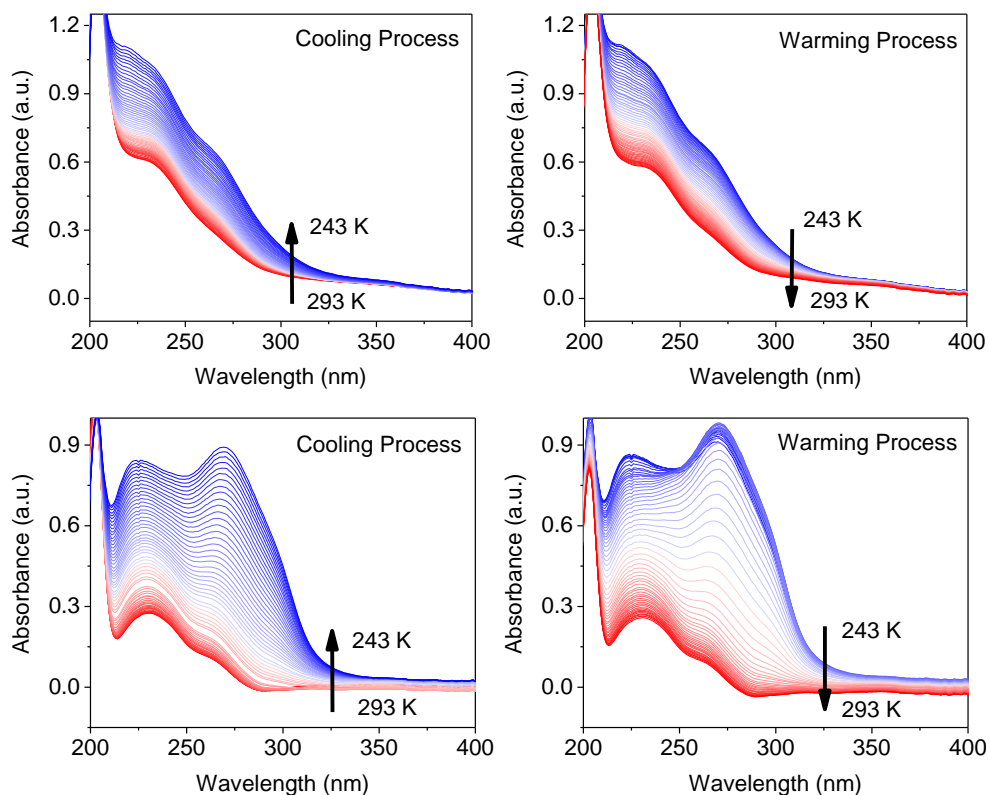 Cooling Process
Absorbance (a.u.)
1.2
0.9
0.6
0.3
0.0
243 K
293 K
200 250 300 350 400
Wavelength (nm)
Warming Process
Absorbance (a.u.)
1.2
0.9
0.6
0.3
0.0
243 K
293 K
200 250 300 350 400
Wavelength (nm)
Cooling Process
Absorbance (a.u.)
0.9
0.6
0.3
0.0
243 K
293 K
200 250 300 350 400
Wavelength (nm)
Warming Process
Absorbance (a.u.)
0.9
0.6
0.3
0.0
243 K
293 K
200 250 300 350 400
Wavelength (nm)